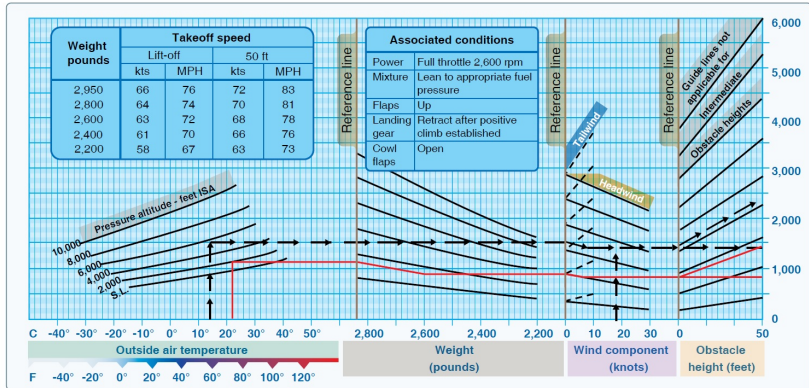 Weight pounds
Takeoff speed
Lift-off
50 ft
kts
MPH
kts
MPH
2,950 66 76 72 83
2,800 64 74 70 81
2,600 63 72 68 78
2,400 61 70 66 76
2,200 58 67 63 73
Reference line
Associated conditions
Power Full throttle 2,600 rpm
Mixture Lean to appropriate fuel
pressure
Flaps Up
Landing gear Retract after positive
climb established
Cowl flaps Open
Reference line
Tailwind
Headwind
Reference line
Guide lines not
applicable for
Intermediate
Obstacle heights
6,000
5,000
4,000
3,000
2,000
1,000
0
Pressure altitude - feet ISA
10,000
8,000
6,000
4,000
2,000
S.L.
C -40° -30° -20° -10° 0° 10° 20° 30° 40° 50°
2,800 2,600 2,400 2,200
0 10 20 30
0 50
Outside air temperature
F -40° -20° 0° 20° 40° 60° 80° 100° 120°
Weight
(pounds)
Wind component
(knots)
Obstacle
height (feet)